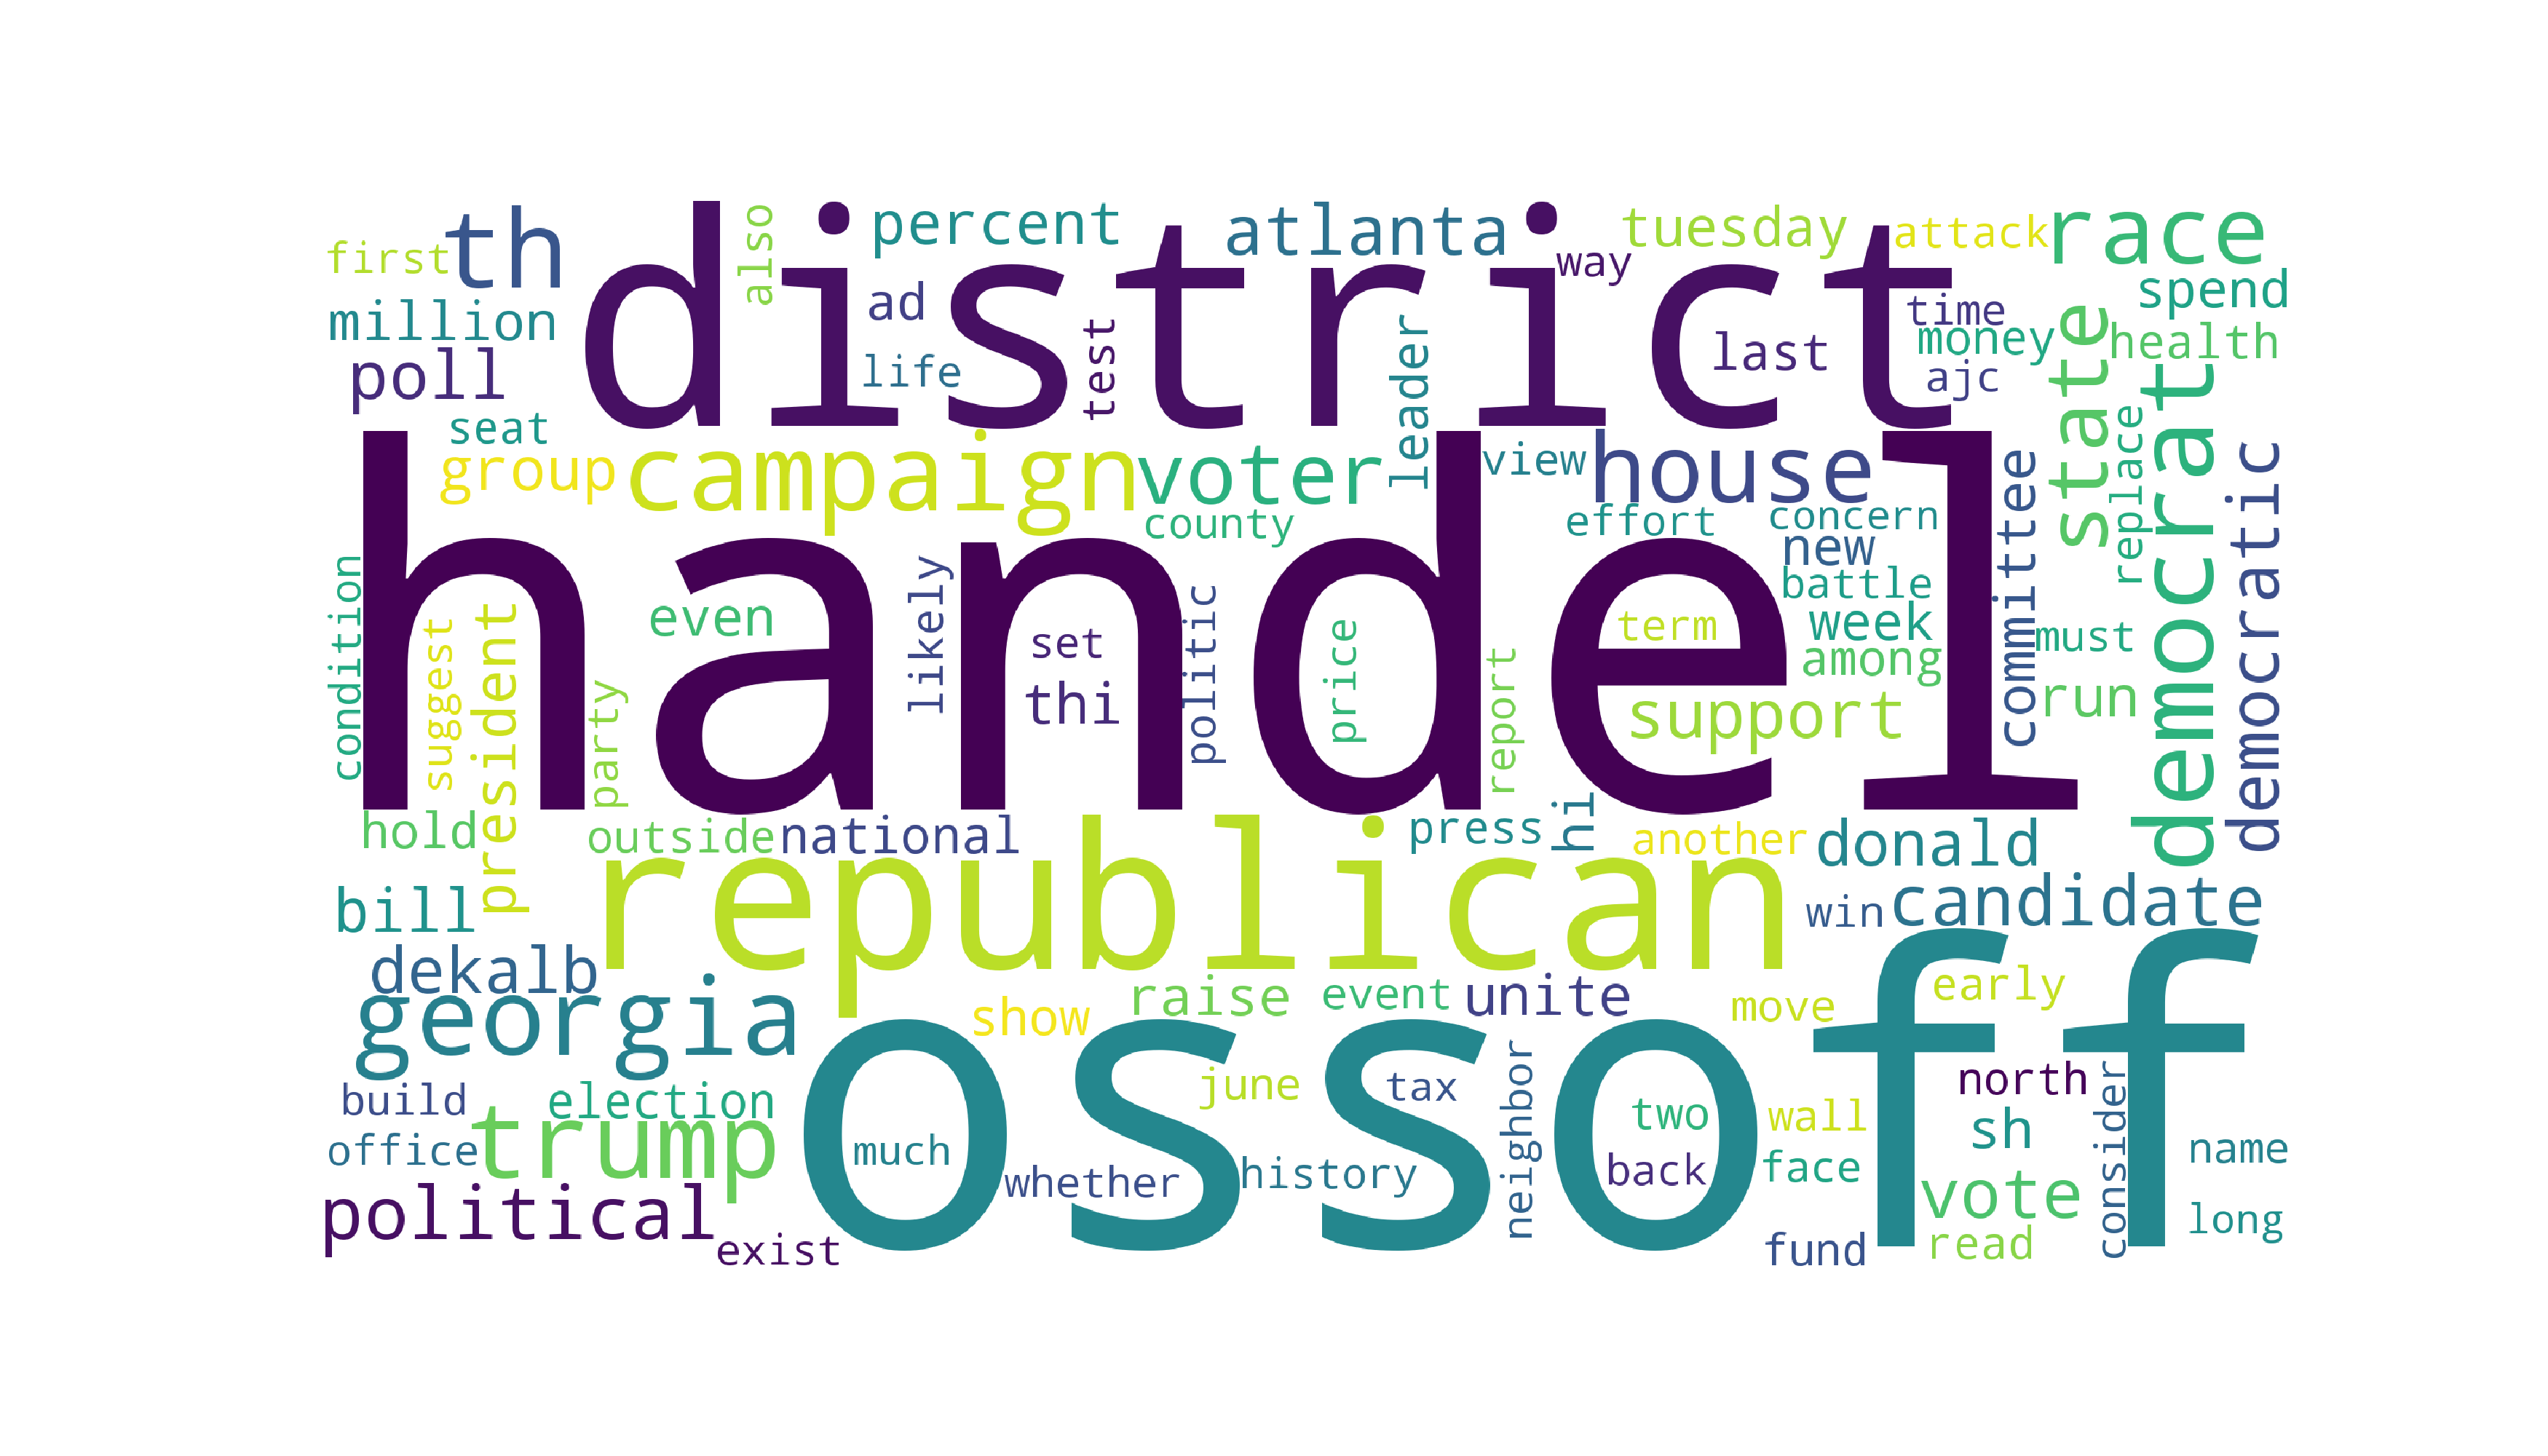 district
th
first
also
percent
atlanta
tuesday
attack
race
way
spend
million
ad
time
money
health
poll
life
test
leader
last
ajc
state
seat
group
campaign
voter
view
house
replace
democrat
democratic
county
effort
concern
new
committee
handel
condition
suggest
president
even
likely
set
thi
politic
price
report
term
battle
week
among
must
support
run
party
hold
outside
national
press
hi
another
donald
republican
bill
win
candidate
dekalb
georgia
show
raise
event
unite
move
early
ossoff
build
election
office
trump
june
tax
neighbor
two
wall
north
consider
sh
much
whether
history
back
face
name
political
vote
long
exist
fund
read